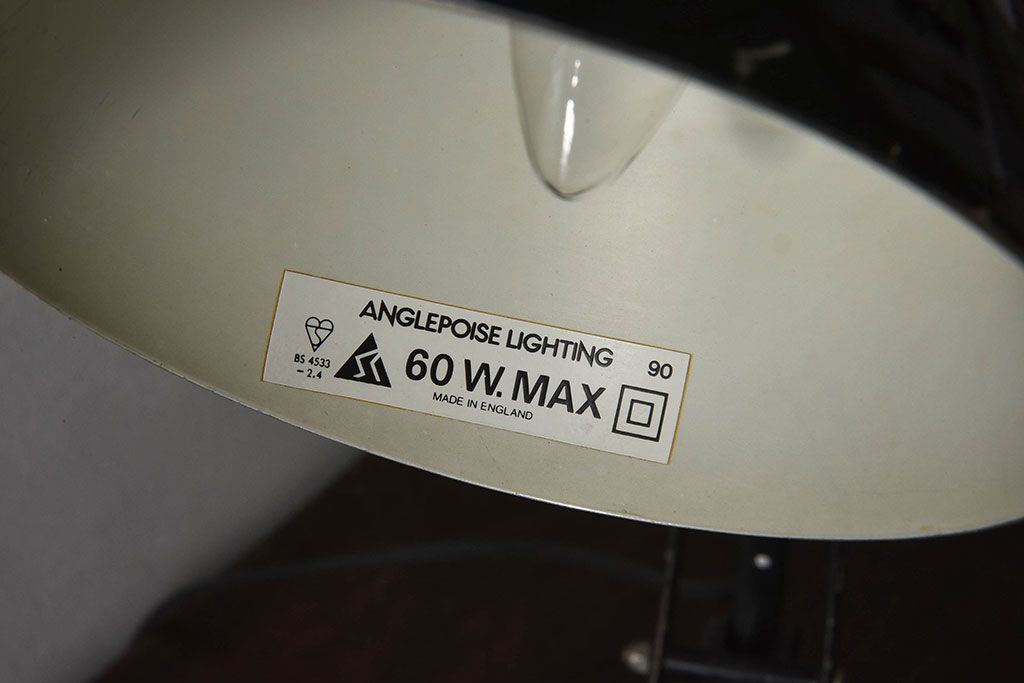 ANGLEPOISE LIGHTING 90
BS 4533
- 2.4
60 W. MAX
MADE IN ENGLAND